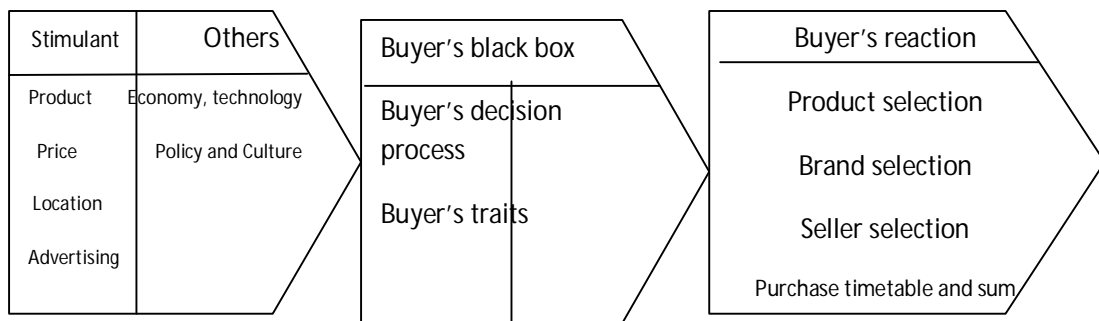 Stimulant
Others
Product
Economy, technology
Price
Policy and Culture
Location
Advertising
Buyer's black box
Buyer's decision
process
Buyer's traits
Buyer's reaction
Product selection
Brand selection
Seller selection
Purchase timetable and sum